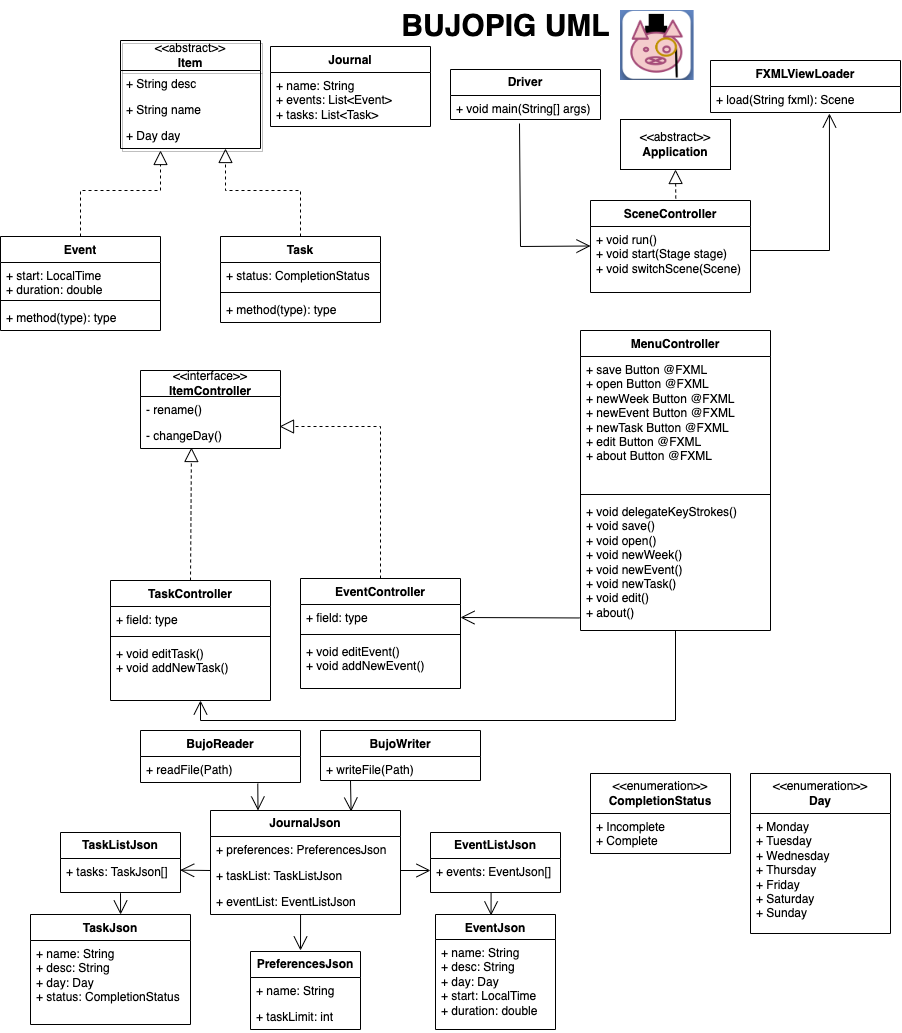 BUJOPIG UML
<<abstract>>
Item
+ String desc
+ String name
+ Day day
Journal
+ name: String
+ events: List<Event>
+ tasks: List<Task>
Driver
+ void main(String[] args)
FXMLViewLoader
+ load(String fxml): Scene
<<abstract>>
Application
SceneController
+ void run()
+ void start(Stage stage)
+ void switchScene(Scene)
Event
+ start: LocalTime
+ duration: double
+ method(type): type
Task
+ status: CompletionStatus
+ method(type): type
<<interface>>
ItemController
- rename()
- changeDay()
MenuController
+ save Button @FXML
+ open Button @FXML
+ newWeek Button @FXML
+ newEvent Button @FXML
+ newTask Button @FXML
+ edit Button @FXML
+ about Button @FXML
+ void delegateKeyStrokes()
+ void save()
+ void open()
+ void newWeek()
+ void newEvent()
+ void newTask()
+ void edit()
+ about()
TaskController
+ field: type
+ void editTask()
+ void addNewTask()
EventController
+ field: type
+ void editEvent()
+ void addNewEvent()
BujoReader
+ readFile(Path)
BujoWriter
+ writeFile(Path)
JournalJson
+ preferences: PreferencesJson
+ taskList: TaskListJson
+ eventList: EventListJson
TaskListJson
+ tasks: TaskJson[]
EventListJson
+ events: EventJson[]
TaskJson
+ name: String
+ desc: String
+ day: Day
+ status: CompletionStatus
PreferencesJson
+ name: String
+ taskLimit: int
EventJson
+ name: String
+ desc: String
+ day: Day
+ start: LocalTime
+ duration: double
<<enumeration>>
CompletionStatus
+ Incomplete
+ Complete
<<enumeration>>
Day
+ Monday
+ Tuesday
+ Wednesday
+ Thursday
+ Friday
+ Saturday
+ Sunday